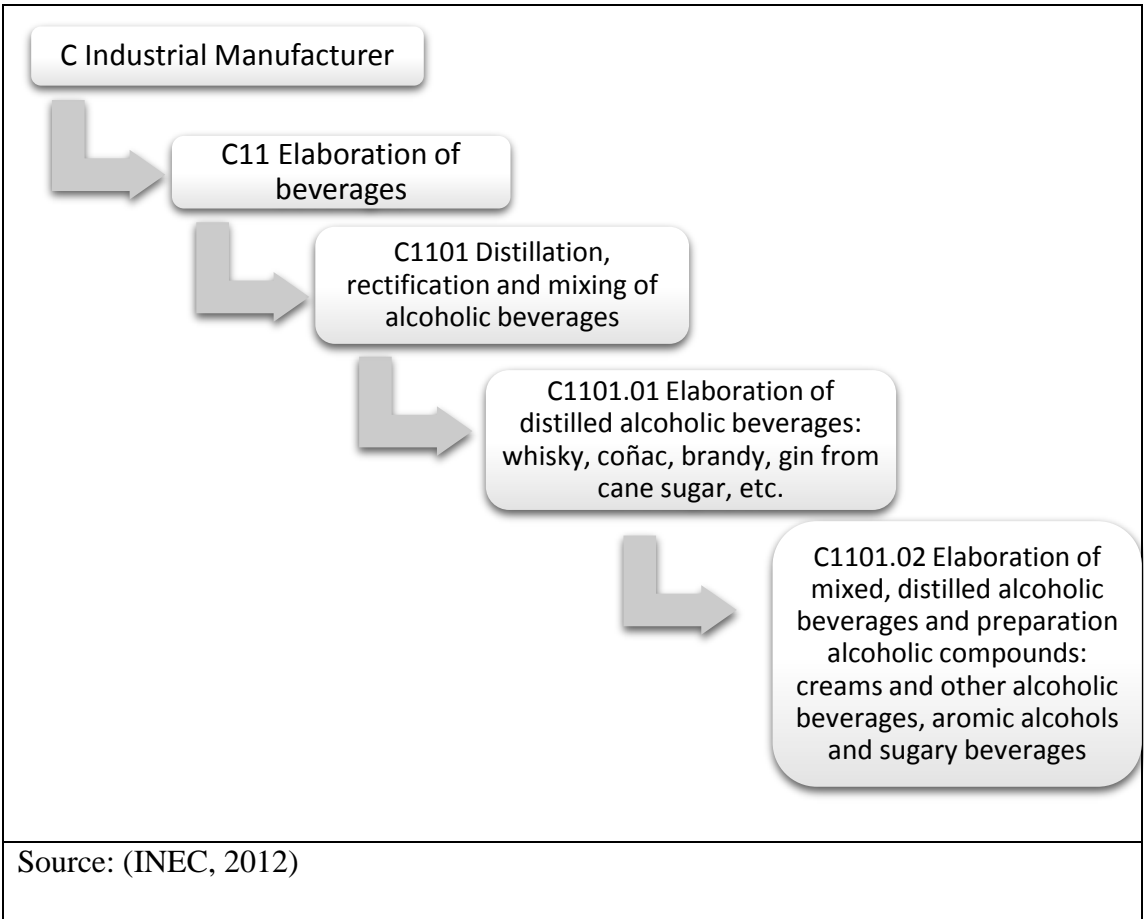 C Industrial Manufacturer
C11 Elaboration of
beverages
C1101 Distillation,
rectification and mixing of
alcoholic beverages
C1101.01 Elaboration of
distilled alcoholic beverages:
whisky, coñac, brandy, gin from
cane sugar, etc.
C1101.02 Elaboration of
mixed, distilled alcoholic
beverages and preparation
alcoholic compounds:
creams and other alcoholic
beverages, aromic alcohols
and sugary beverages
Source: (INEC, 2012)